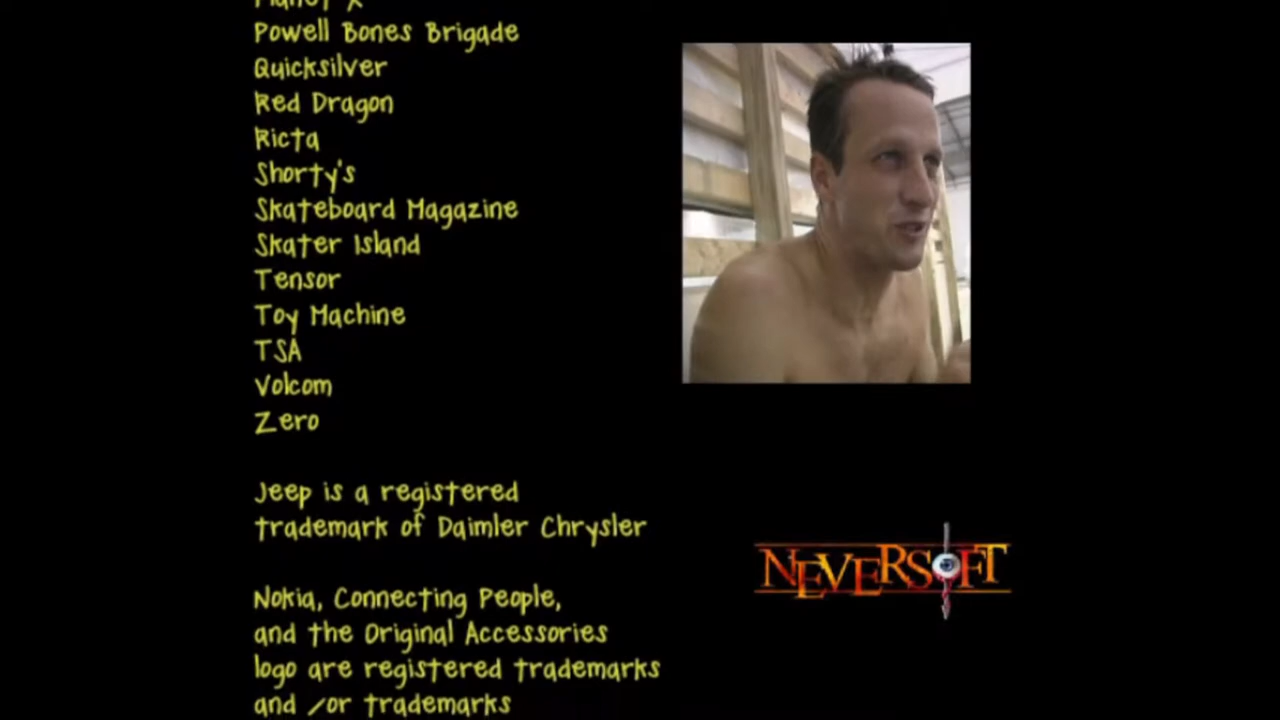 Planet X
Powell Bones Brigade
Quicksilver
Red Dragon
Ricta
Shorty's
Skateboard Magazine
Skater Island
Tensor
Toy Machine
TSA
Volcom
Zero
Jeep is a registered
trademark of Daimler Chrysler
Nokia, Connecting People,
and the Original Accessories
logo are registered trademarks
and /or trademarks
NEVERSOFT